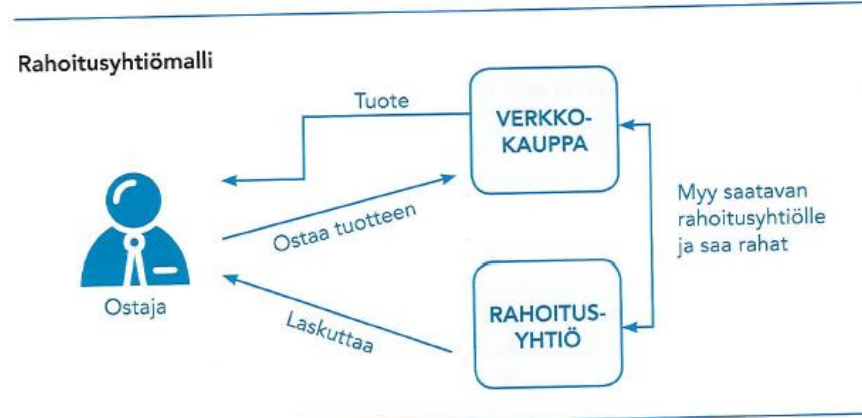 Rahoitusyhtiömalli
Tuote
VERKKO-
KAUPPA
Ostaa tuotteen
Myy saatavan
rahoitusyhtiölle
ja saa rahat
Ostaja
Laskuttaa
RAHOITUS-
YHTIÖ